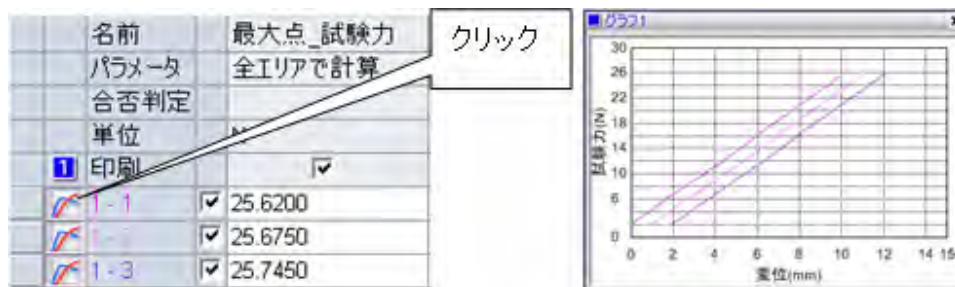 名前 最大点_試験力
パラメータ 全エリアで計算
合否判定
単位
1 印刷
1 - 1 25.6200
25.6750
1 - 3 25.7450
クリック
グラフ1
30
26
22
18
14
10
6
0
試験力(N)
0 2 4 6 8 10 12 14 15
変位(mm)